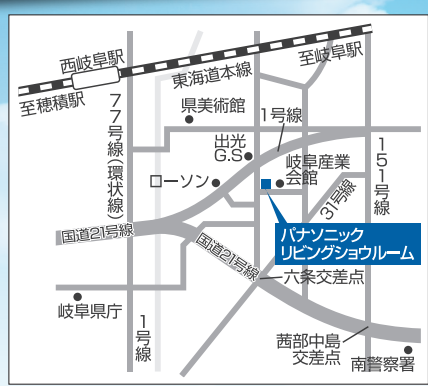 西岐阜駅
至岐阜駅
東海道本線
至穂積駅
77号線(環状線)
県美術館
1号線
出光
G.S
岐阜産業
会館
151号線
ローソン
31号線
パナソニック
リビングショウルーム
国道21号線
国道21号線
六条交差点
岐阜県庁
1号線
茜部中島
交差点
南警察署